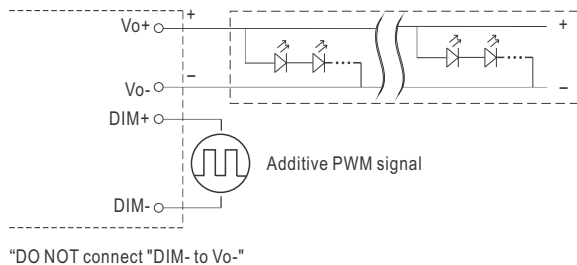 Vo+
+
+
Vo-
−
−
DIM+
Additive PWM signal
DIM-
“DO NOT connect "DIM- to Vo-"